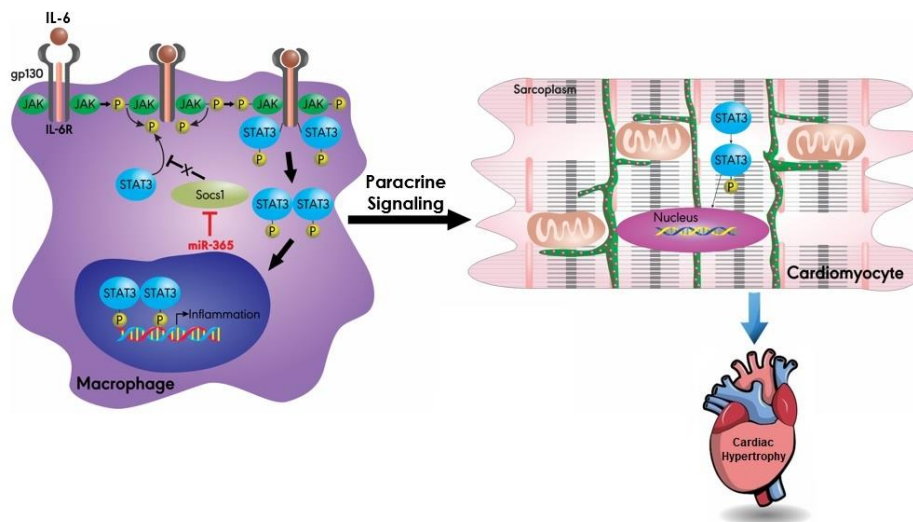 IL-6
gp130
JAK
JAK
P
JAK
JAK
P
P
JAK
JAK
P
IL-6R
P
P
STAT3
STAT3
P
P
STAT3
Socs1
STAT3
STAT3
P
P
miR-365
STAT3
STAT3
P
P
Inflammation
Macrophage
Paracrine
Signaling
Sarcoplasm
STAT3
STAT3
P
Nucleus
Cardiomyocyte
Cardiac
Hypertrophy